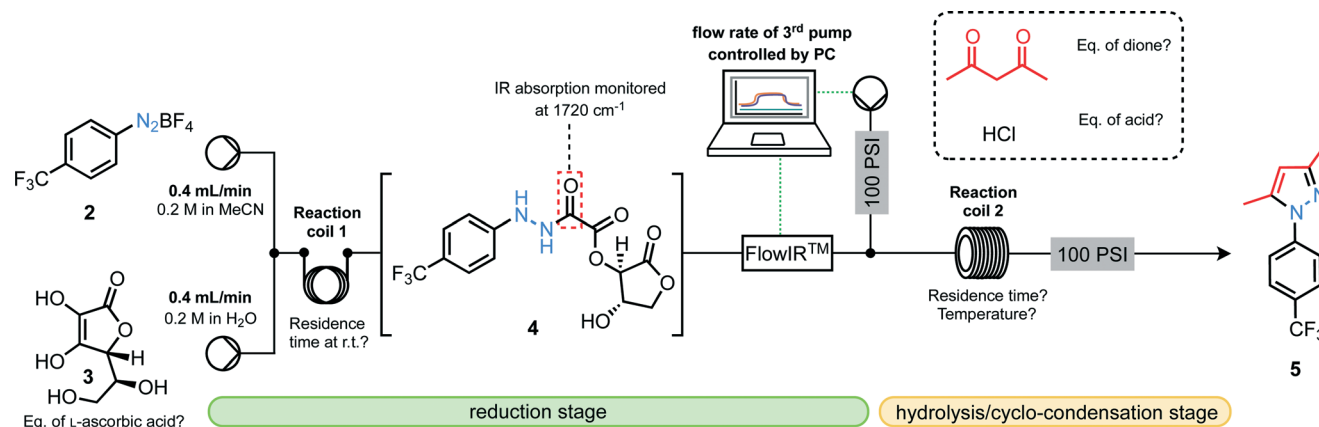 flow rate of 3rd pump
controlled by PC
Eq. of dione?
Eq. of acid?
HCl
IR absorption monitored
at 1720 cm-1
100 PSI
N2BF4
F3C
2
0.4 mL/min
0.2 M in MeCN
Reaction
coil 1
Residence
time at r.t.?
0.4 mL/min
0.2 M in H2O
HO
O
O
HO
H
HO
OH
3
Eq. of L-ascorbic acid?
O
H
N
N
H
O
O
H
O
O
HO
F3C
4
FlowIR™
Reaction
coil 2
Residence time?
Temperature?
100 PSI
O
O
N
N
CF3
5
reduction stage
hydrolysis/cyclo-condensation stage